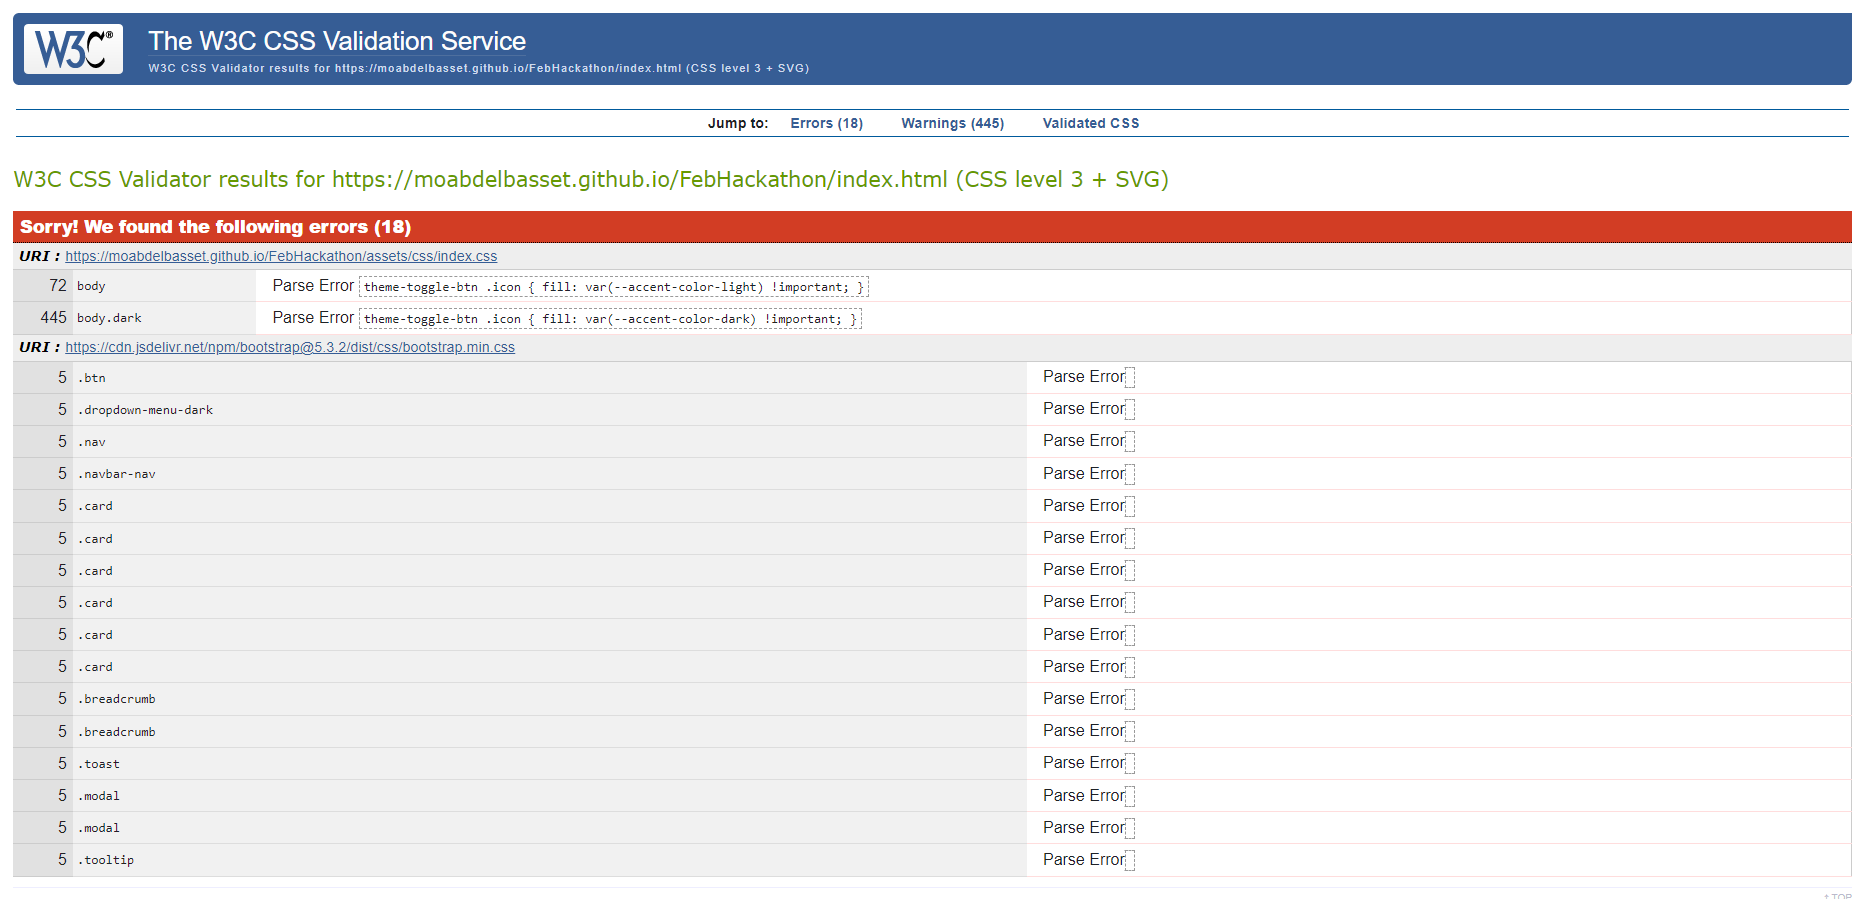 W3C®
The W3C CSS Validation Service
W3C CSS Validator results for https://moabdelbasset.github.io/FebHackathon/index.html (CSS level 3 + SVG)
Jump to: Errors (18) Warnings (445) Validated CSS
W3C CSS Validator results for https://moabdelbasset.github.io/FebHackathon/index.html (CSS level 3 + SVG)
Sorry! We found the following errors (18)
URI : https://moabdelbasset.github.io/FebHackathon/assets/css/index.css
72 body Parse Error theme-toggle-btn .icon { fill: var(--accent-color-light) !important; }
445 body.dark Parse Error theme-toggle-btn .icon { fill: var(--accent-color-dark) !important; }
URI : https://cdn.jsdelivr.net/npm/bootstrap@5.3.2/dist/css/bootstrap.min.css
5 .btn Parse Error
5 .dropdown-menu-dark Parse Error
5 .nav Parse Error
5 .navbar-nav Parse Error
5 .card Parse Error
5 .card Parse Error
5 .card Parse Error
5 .card Parse Error
5 .card Parse Error
5 .card Parse Error
5 .breadcrumb Parse Error
5 .breadcrumb Parse Error
5 .toast Parse Error
5 .modal Parse Error
5 .modal Parse Error
5 .tooltip Parse Error
↑ TOP